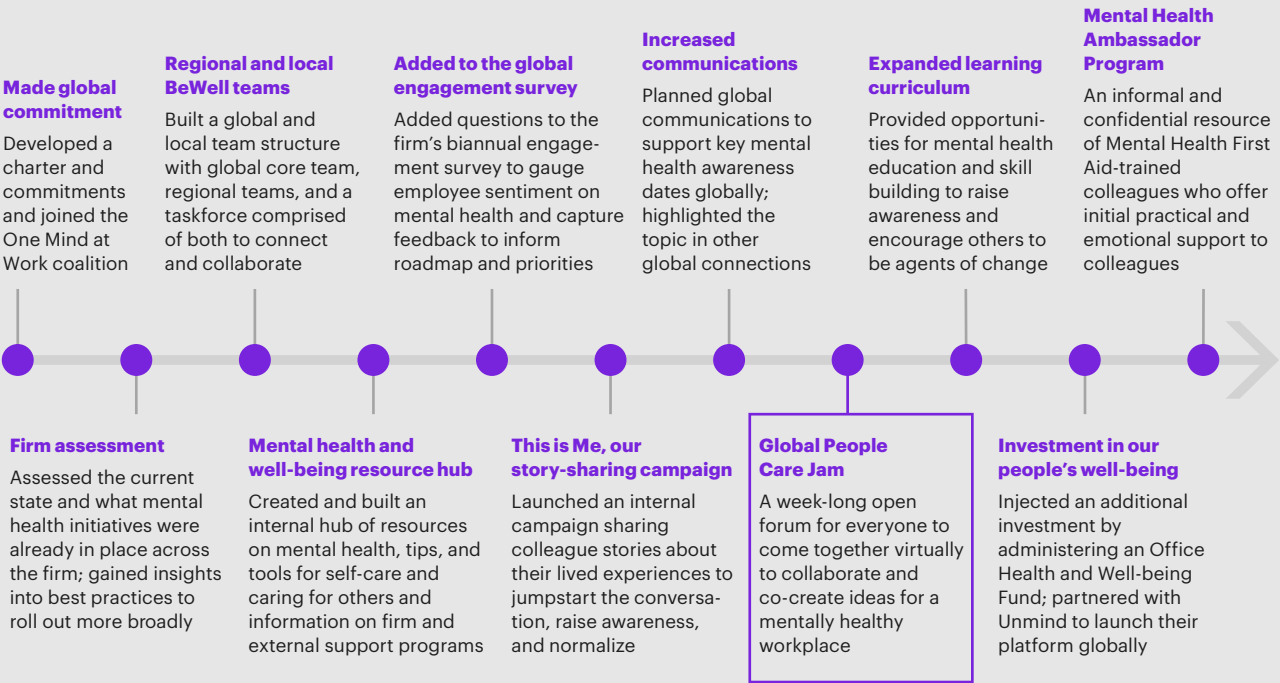 Made global
commitment
Developed a
charter and
commitments
and joined the
One Mind at
Work coalition
Regional and local
BeWell teams
Built a global and
local team structure
with global core team,
regional teams, and a
taskforce comprised
of both to connect
and collaborate
Added to the global
engagement survey
Added questions to the
firm’s biannual engage-
ment survey to gauge
employee sentiment on
mental health and capture
feedback to inform
roadmap and priorities
Increased
communications
Planned global
communications to
support key mental
health awareness
dates globally;
highlighted the
topic in other
global connections
Expanded learning
curriculum
Provided opportuni-
ties for mental health
education and skill
building to raise
awareness and
encourage others to
be agents of change
Mental Health
Ambassador
Program
An informal and
confidential resource
of Mental Health First
Aid-trained
colleagues who offer
initial practical and
emotional support to
colleagues
Firm assessment
Assessed the current
state and what mental
health initiatives were
already in place across
the firm; gained insights
into best practices to
roll out more broadly
Mental health and
well-being resource hub
Created and built an
internal hub of resources
on mental health, tips, and
tools for self-care and
caring for others and
information on firm and
external support programs
This is Me, our
story-sharing campaign
Launched an internal
campaign sharing
colleague stories about
their lived experiences to
jumpstart the conversa-
tion, raise awareness,
and normalize
Global People
Care Jam
A week-long open
forum for everyone to
come together virtually
to collaborate and
co-create ideas for a
mentally healthy
workplace
Investment in our
people’s well-being
Injected an additional
investment by
administering an Office
Health and Well-being
Fund; partnered with
Unmind to launch their
platform globally